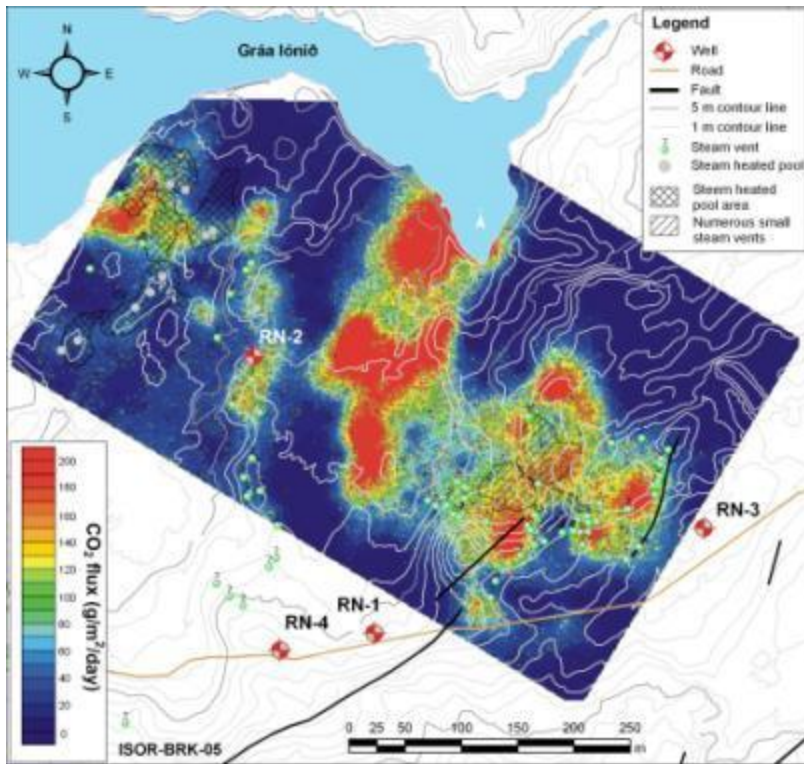 N
W E
S
Gráa lónið
Legend
Well
Road
Fault
5 m contour line
1 m contour line
Steam vent
Steam heated pool
Steem heated
pool area
Numerous small
steam vents
RN-2
RN-3
RN-1
RN-4
CO₂ flux (g/m²/day)
200
180
160
140
120
100
80
60
40
20
0
0 25 50 100 150 200 250
m
ISOR-BRK-05